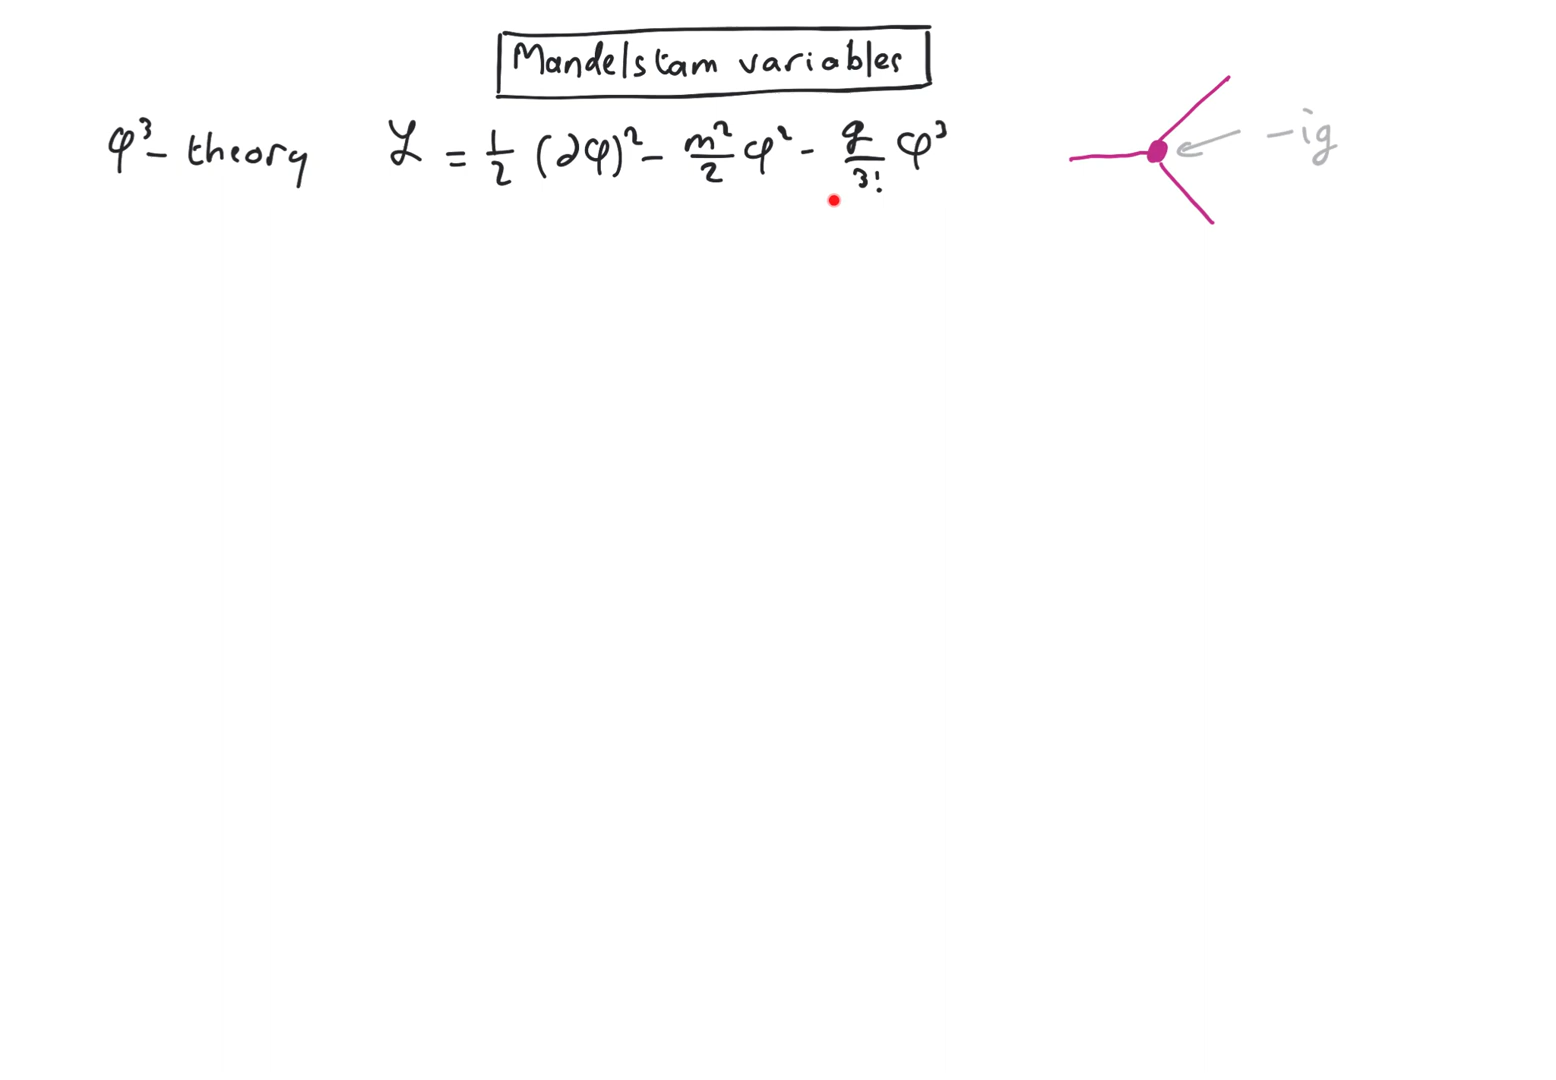 Mandelstam variables
φ³- theory ℒ = 1/2 (∂φ)² - m²/2 φ² - g/3! φ³ -ig